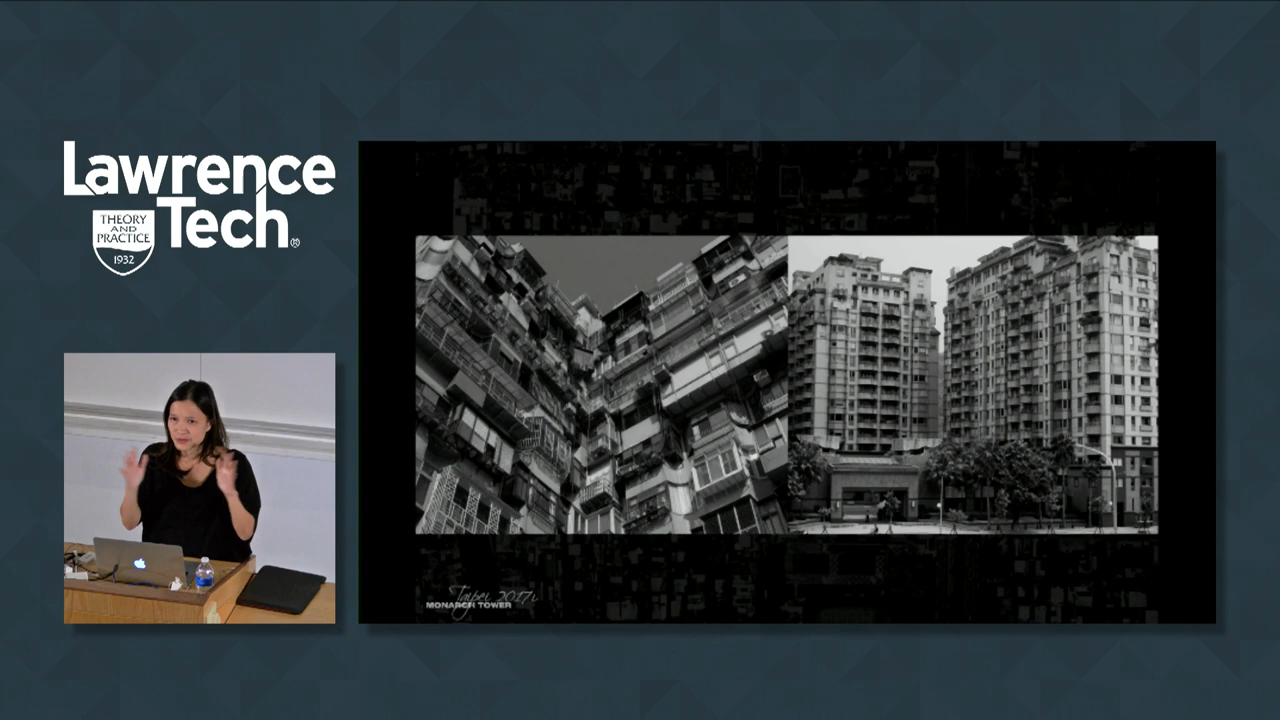 Lawrence
Tech®
THEORY
AND
PRACTICE
1932
Taipei 2017
MONARCH TOWER